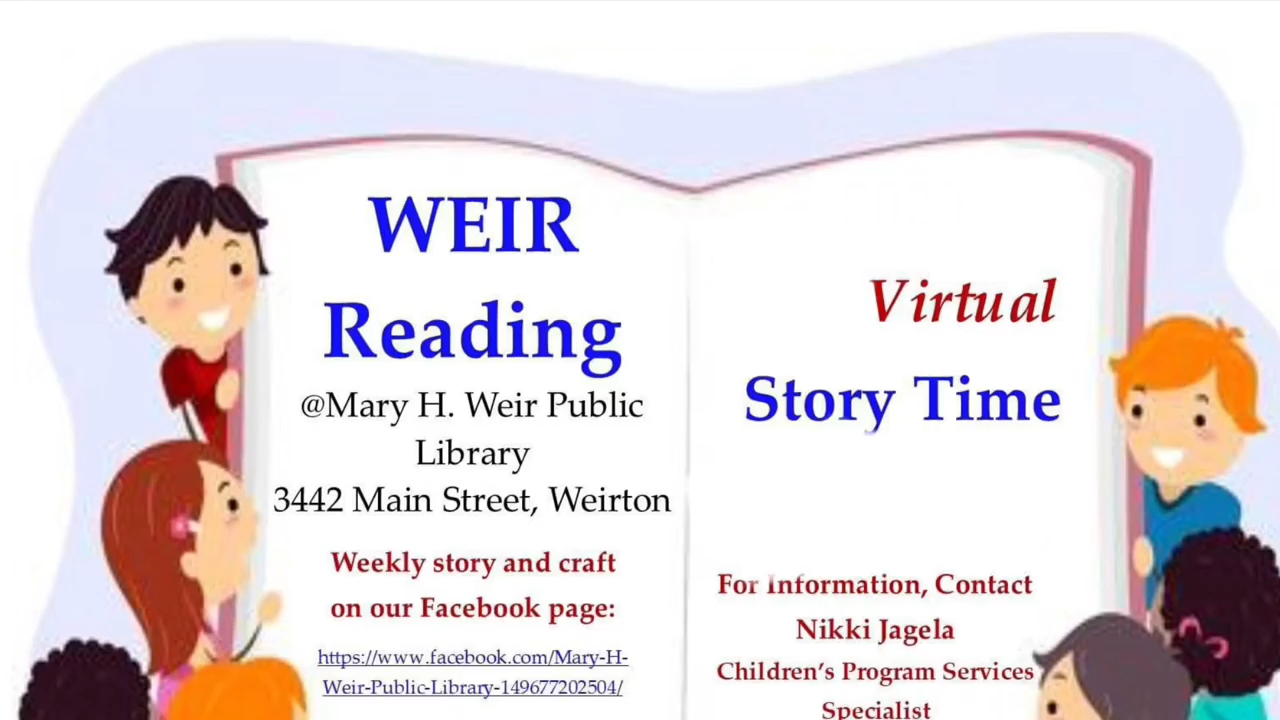 WEIR
Reading
@Mary H. Weir Public
Library
3442 Main Street, Weirton
Weekly story and craft
on our Facebook page:
https://www.facebook.com/Mary-H-
Weir-Public-Library-149677202504/
Virtual
Story Time
For Information, Contact
Nikki Jagela
Children's Program Services
Specialist